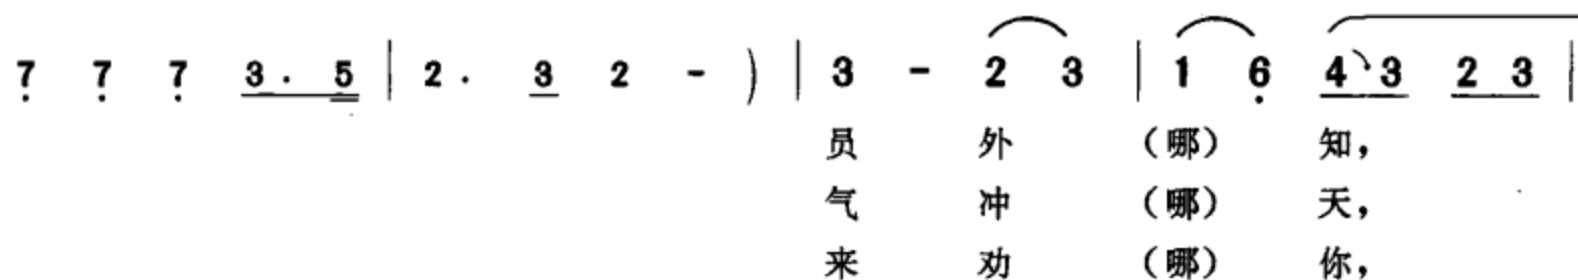 7 7 7 3 . 5 | 2 . 3 2 - ) | 3 - 2 3 | 1 6 4 3 2 3 |
员 外 （哪） 知，
气 冲 （哪） 天，
来 劝 （哪） 你，